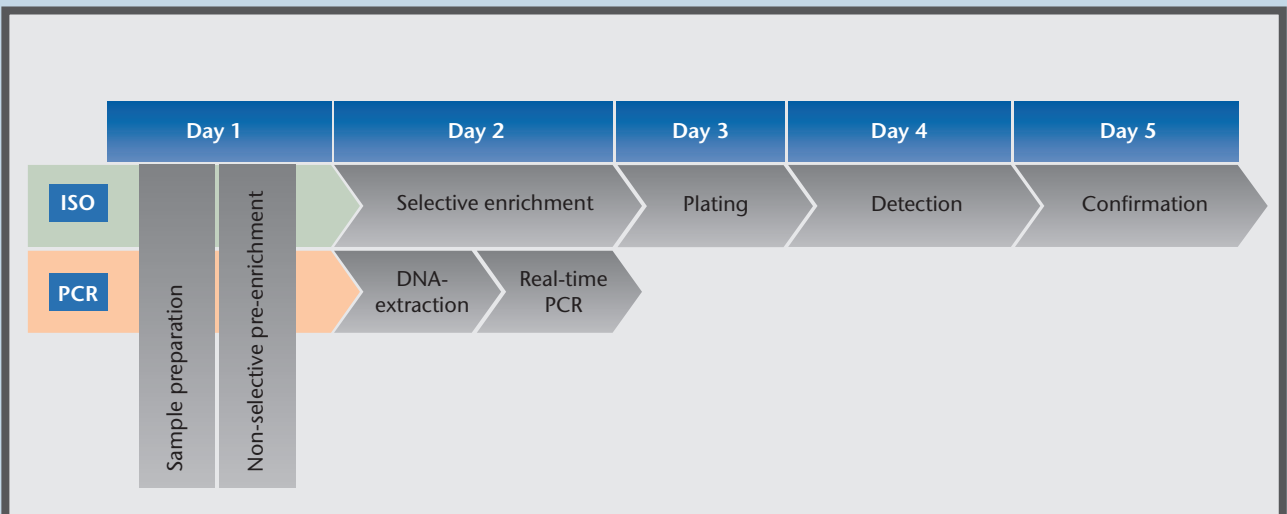 Day 1
Day 2
Day 3
Day 4
Day 5
ISO
Selective enrichment
Plating
Detection
Confirmation
PCR
DNA-
extraction
Real-time
PCR
Sample preparation
Non-selective pre-enrichment